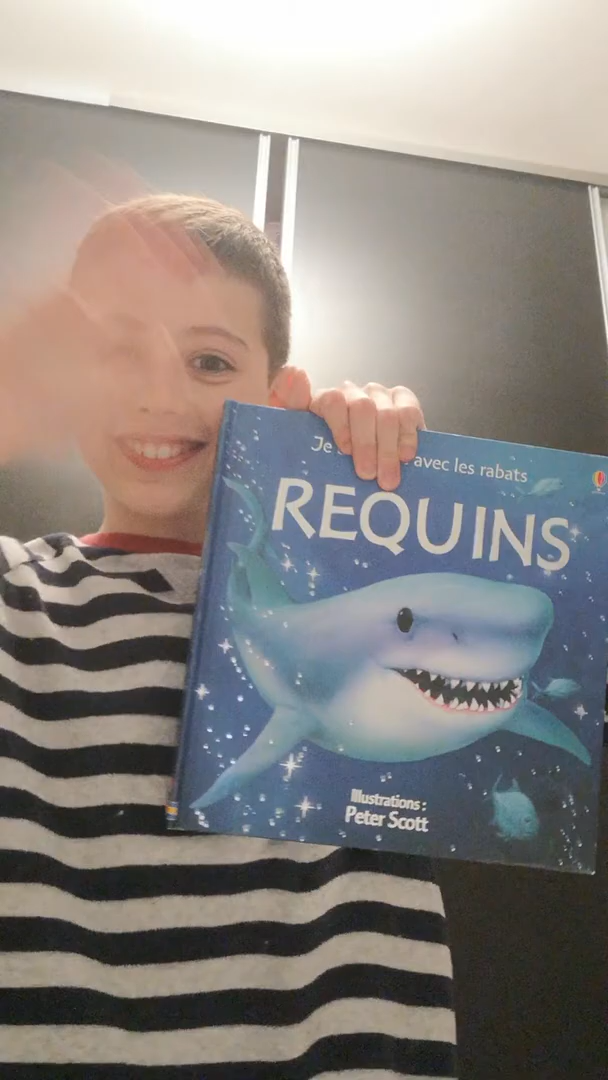 Je avec les rabats
REQUINS
Illustrations :
Peter Scott